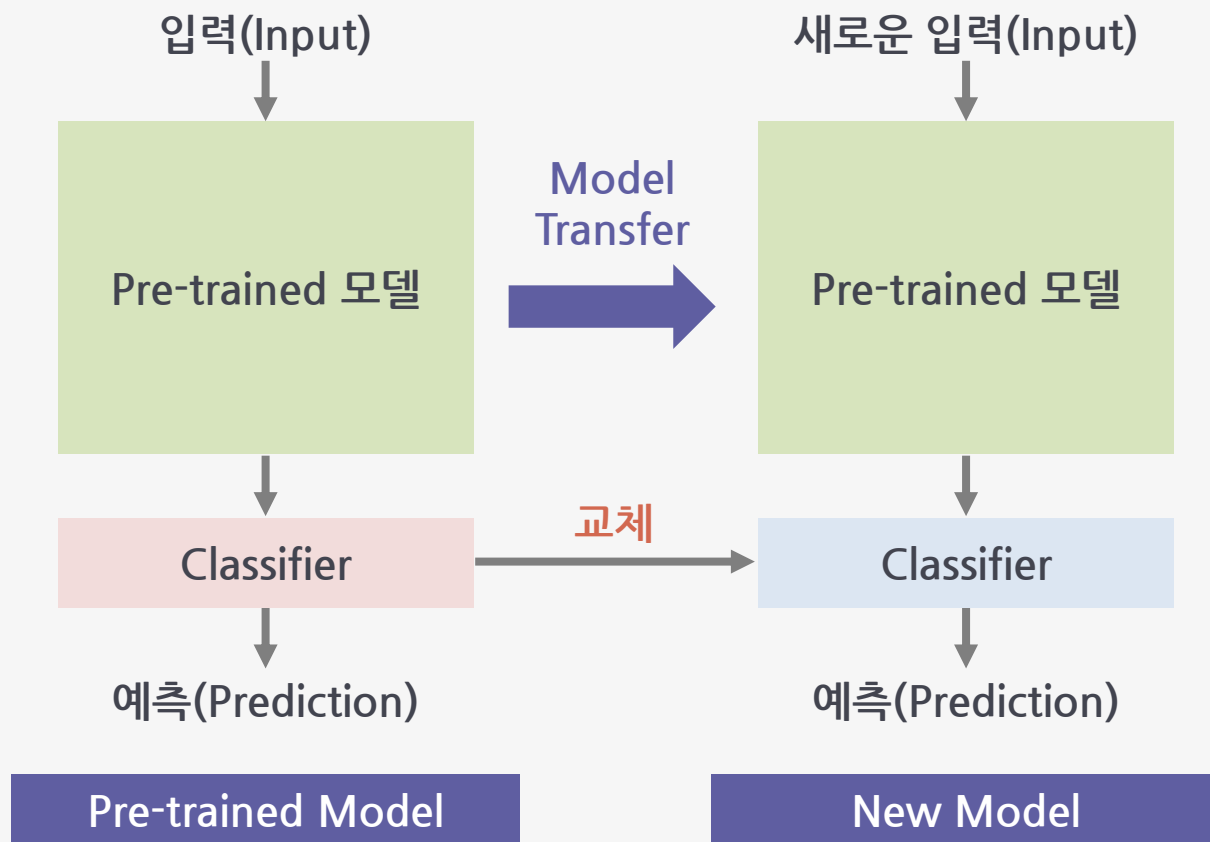 입력(Input)
새로운 입력(Input)
Pre-trained 모델
Model
Transfer
Pre-trained 모델
Classifier
교체
Classifier
예측(Prediction)
예측(Prediction)
Pre-trained Model
New Model